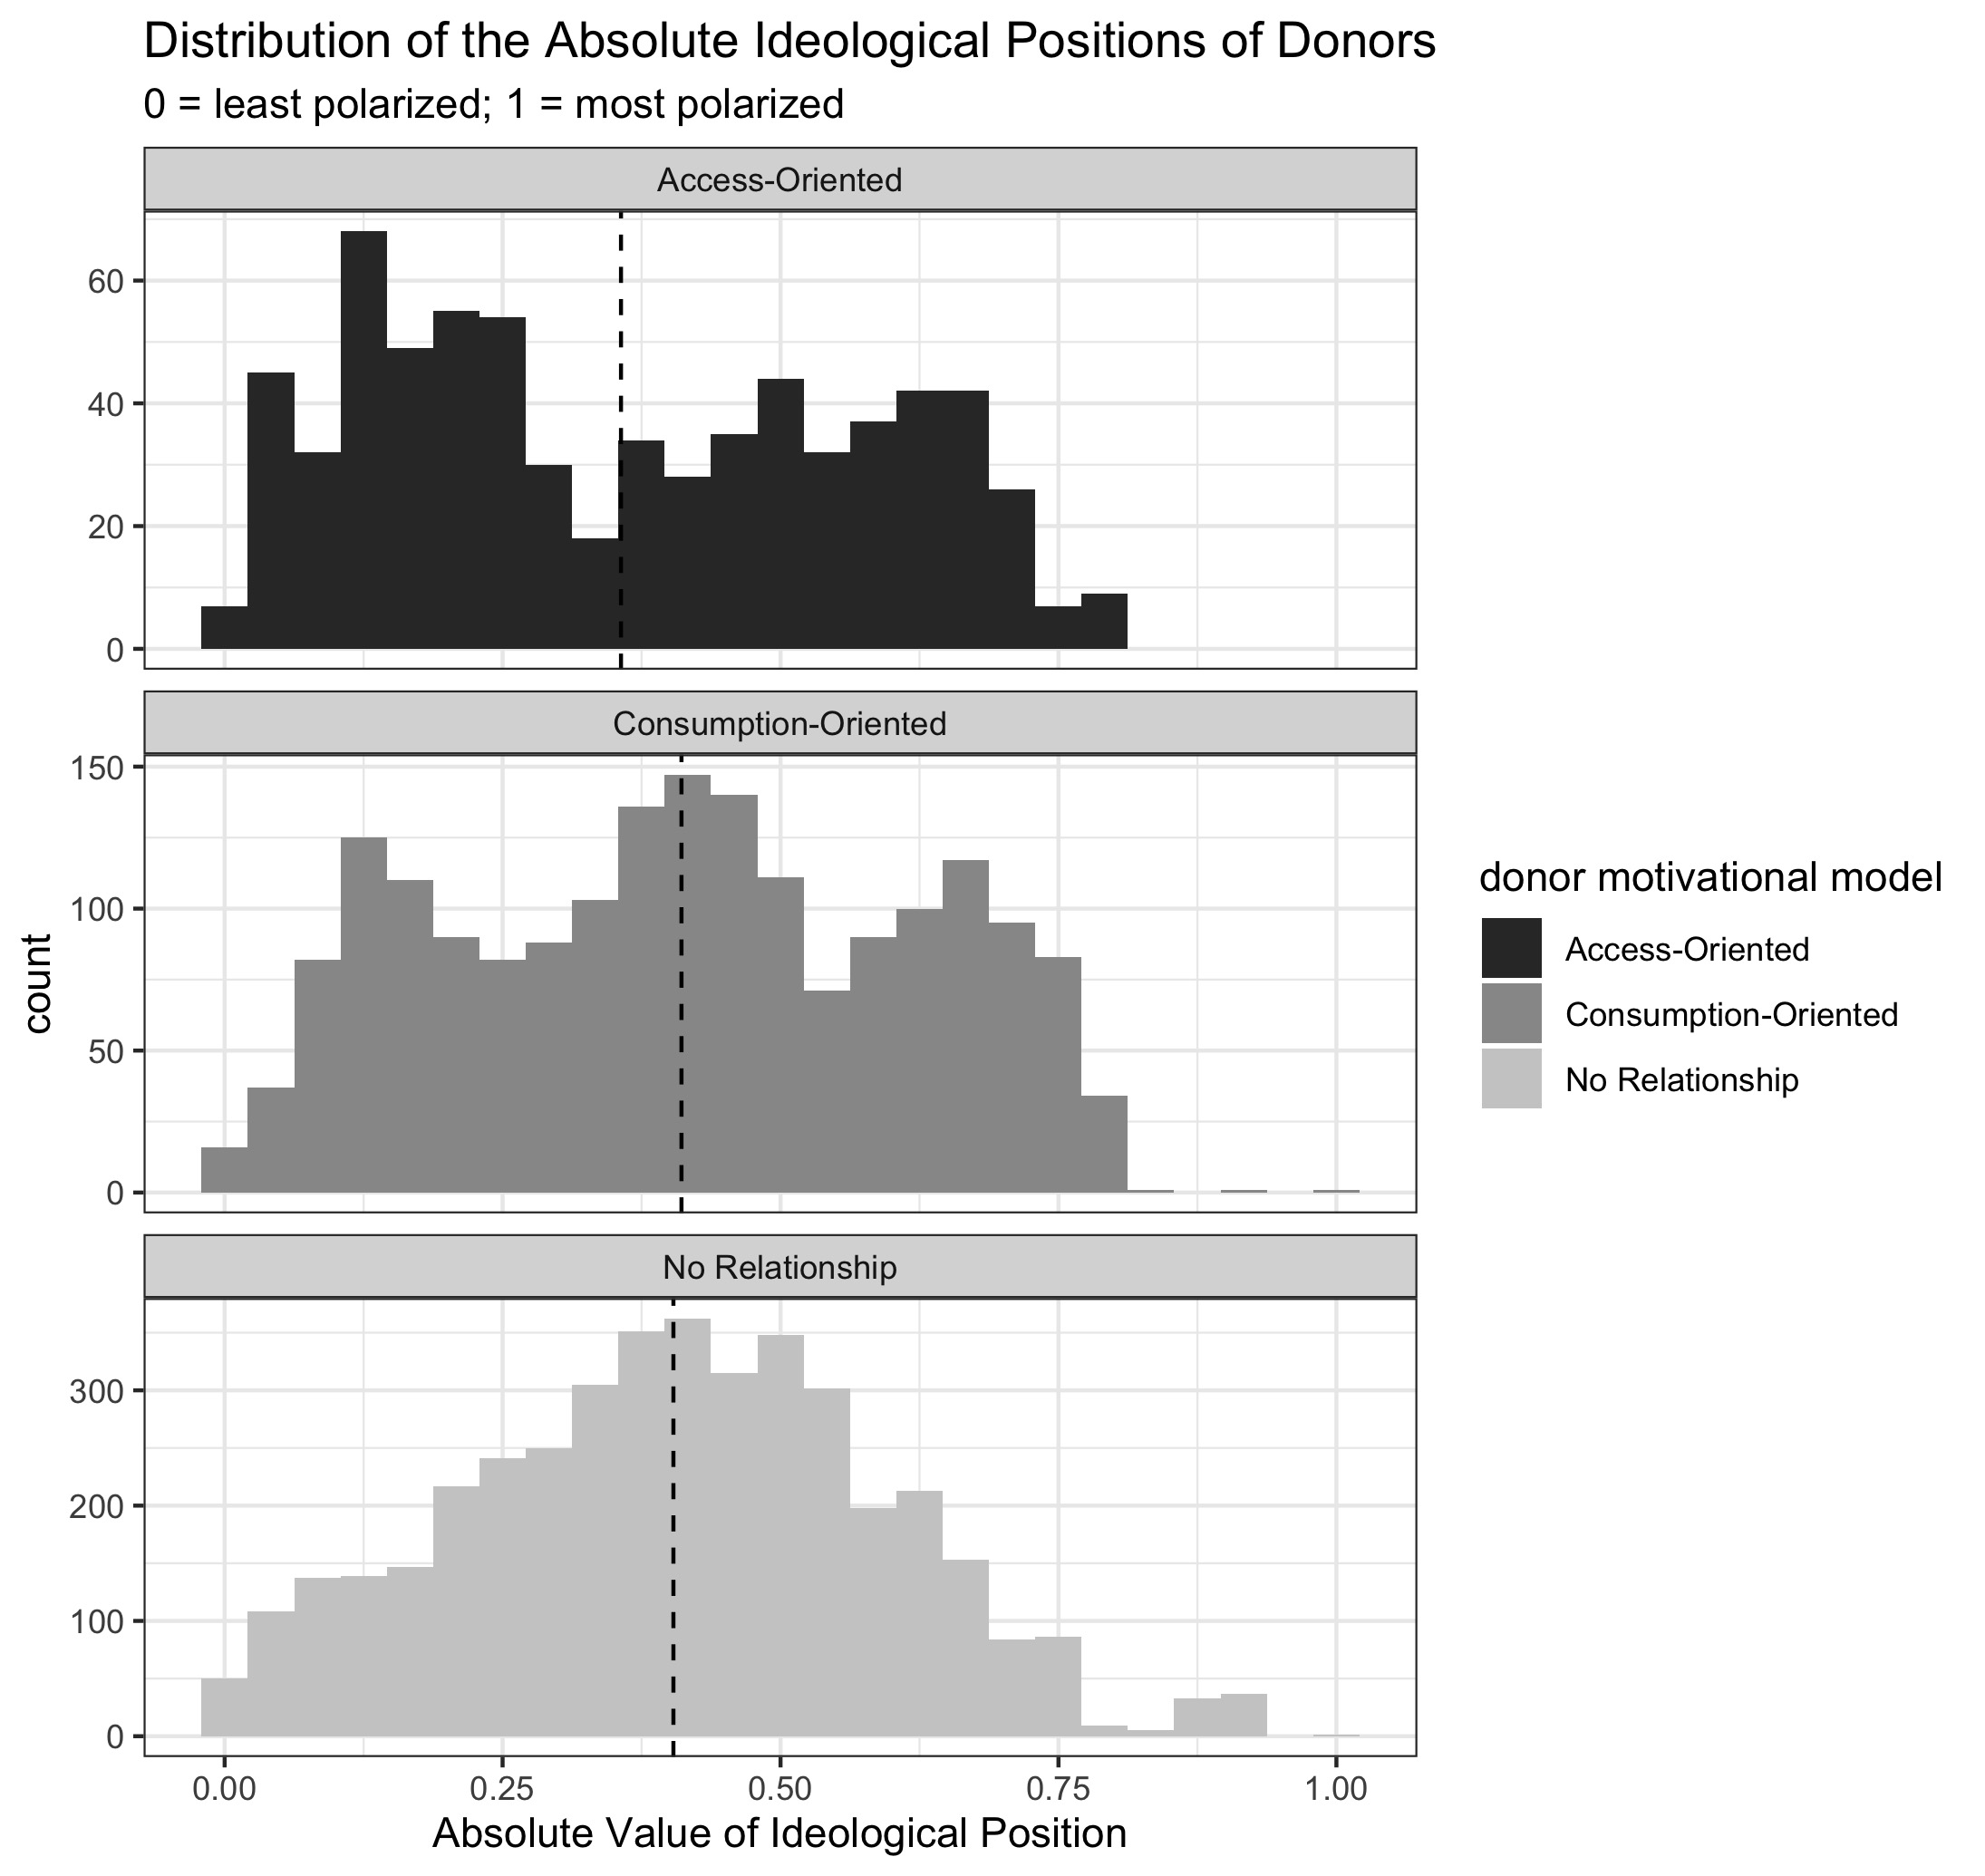 Distribution of the Absolute Ideological Positions of Donors
0 = least polarized; 1 = most polarized
Access-Oriented
60
40
20
0
Consumption-Oriented
150
100
50
0
No Relationship
300
200
100
0
0.00 0.25 0.50 0.75 1.00
Absolute Value of Ideological Position
count
donor motivational model
Access-Oriented
Consumption-Oriented
No Relationship